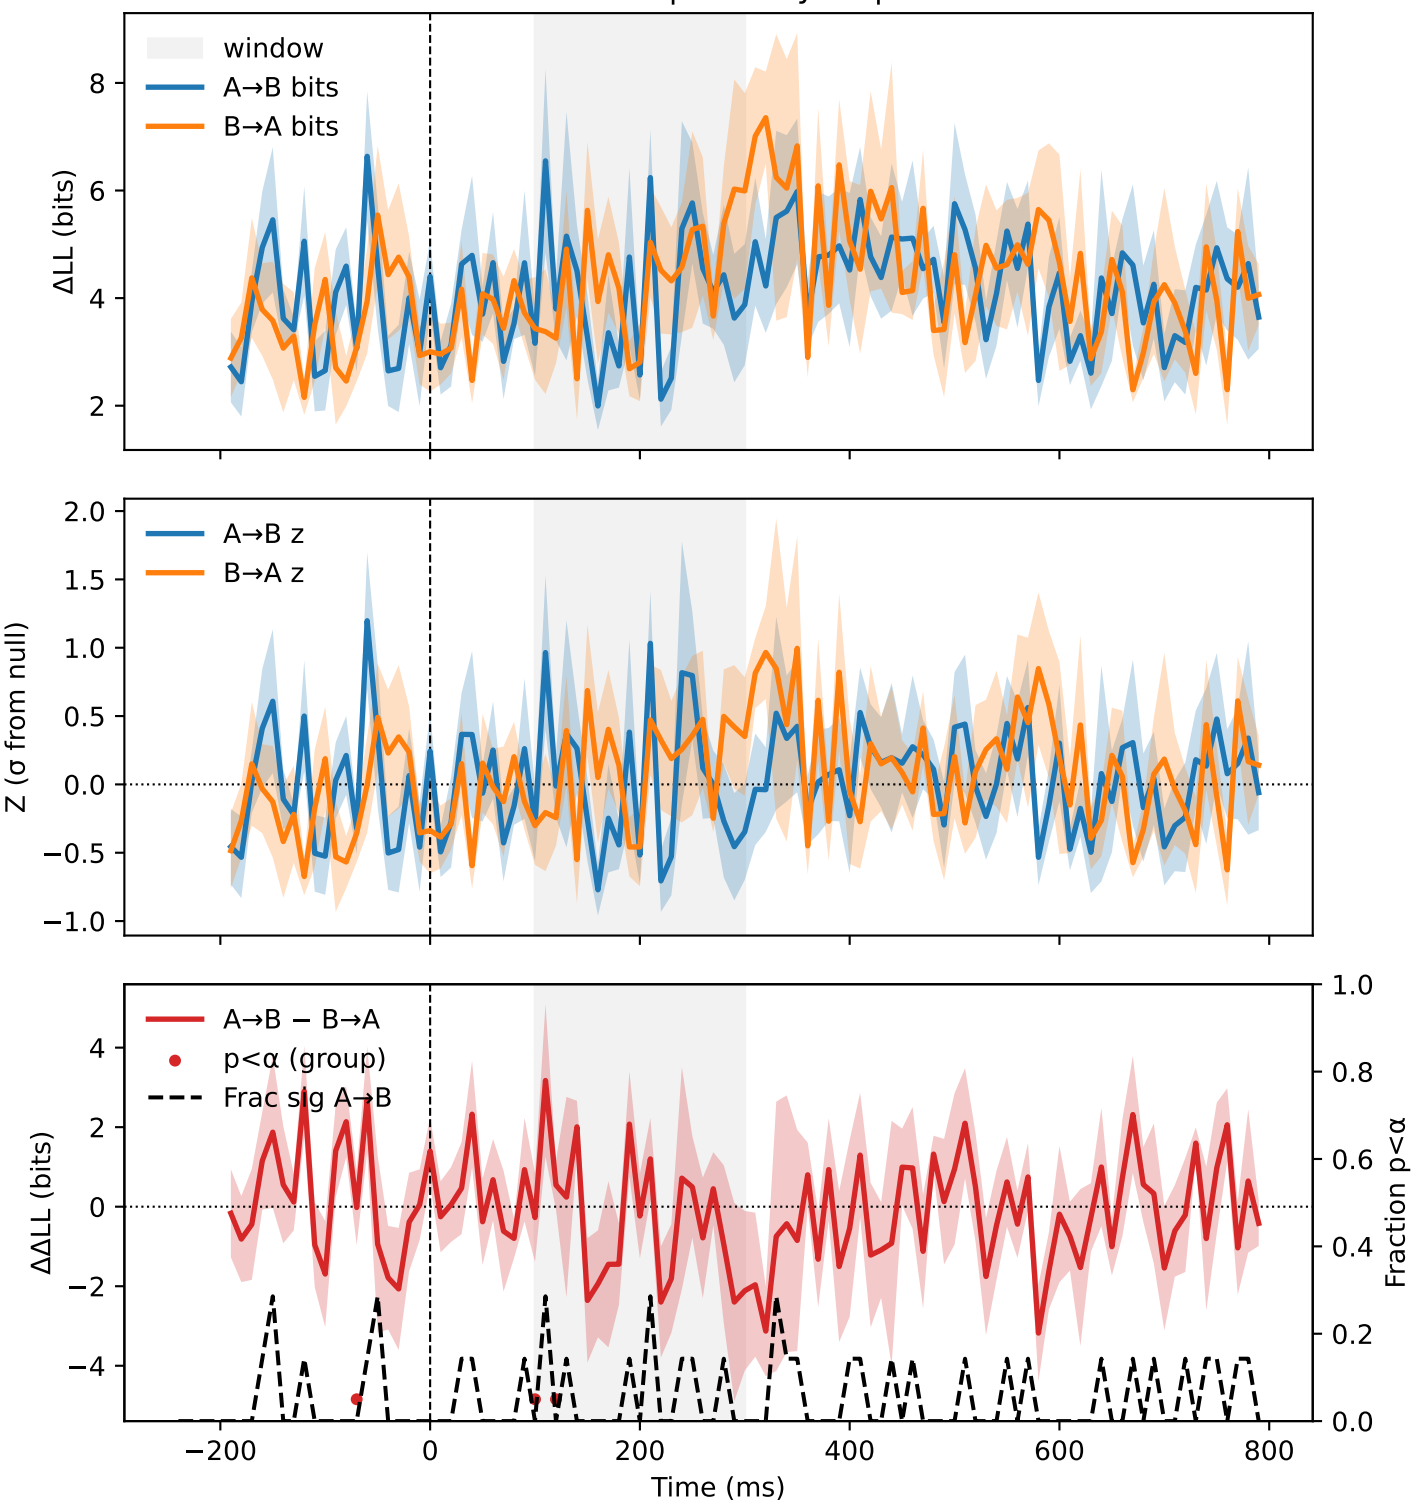 window
A→B bits
B→A bits
ΔLL (bits)
8
6
4
2
A→B z
B→A z
Z (σ from null)
2.0
1.5
1.0
0.5
0.0
−0.5
−1.0
A→B − B→A
p<α (group)
Frac sig A→B
ΔΔLL (bits)
4
2
0
−2
−4
1.0
0.8
0.6
0.4
0.2
0.0
Fraction p<α
−200
0
200
400
600
800
Time (ms)